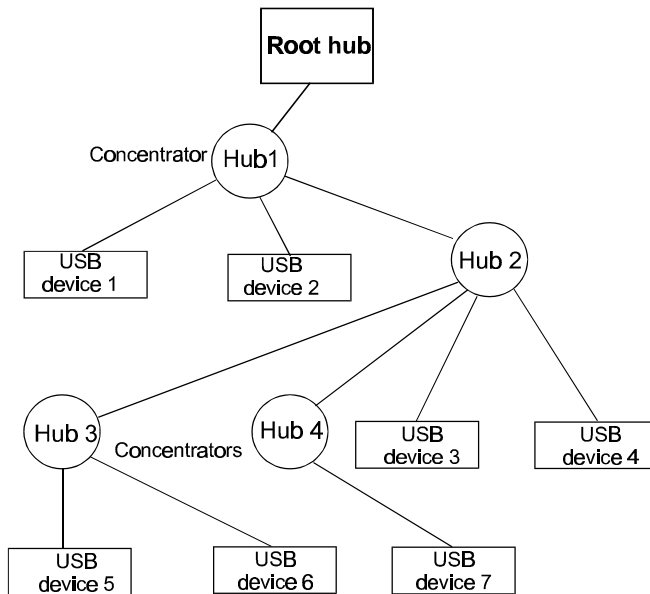 Root hub
Concentrator
Hub1
USB
device 1
USB
device 2
Hub 2
Hub 3
Concentrators
Hub 4
USB
device 3
USB
device 4
USB
device 5
USB
device 6
USB
device 7